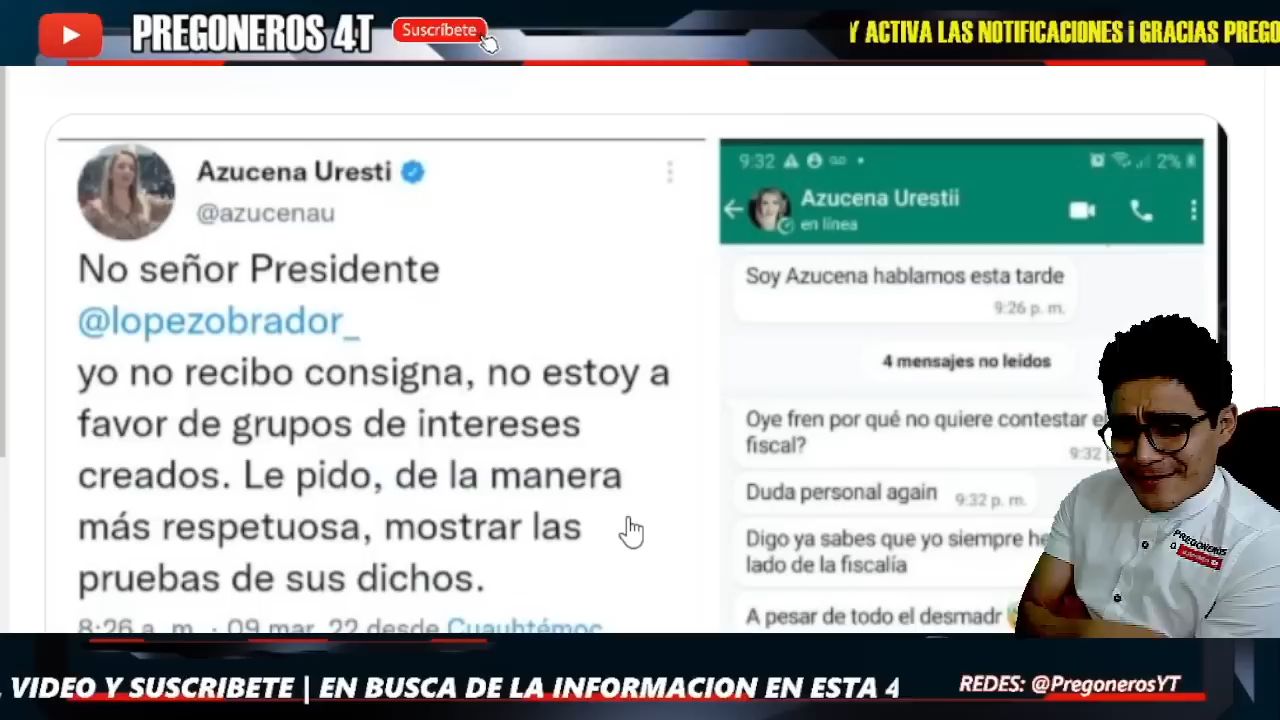 PREGONEROS 4T
Suscríbete
Y ACTIVA LAS NOTIFICACIONES ¡ GRACIAS
Azucena Uresti
@azucenau
No señor Presidente
@lopezobrador_
yo no recibo consigna, no estoy a
favor de grupos de intereses
creados. Le pido, de la manera
más respetuosa, mostrar las
pruebas de sus dichos.
8:26 a. m. · 09 mar. 22 desde Cuauhtémoc
9:32
2%
Azucena Urestii
en línea
Soy Azucena hablamos esta tarde
9:26 p. m.
4 mensajes no leídos
Oye fren por qué no quiere contestar
fiscal?
9:32
Duda personal again
9:32 p. m.
Digo ya sabes que yo siempre
lado de la fiscalía
A pesar de todo el desmadr
PREGONEROS
VIDEO Y SUSCRIBETE | EN BUSCA DE LA INFORMACION EN ESTA 4
REDES: @PregonerosYT